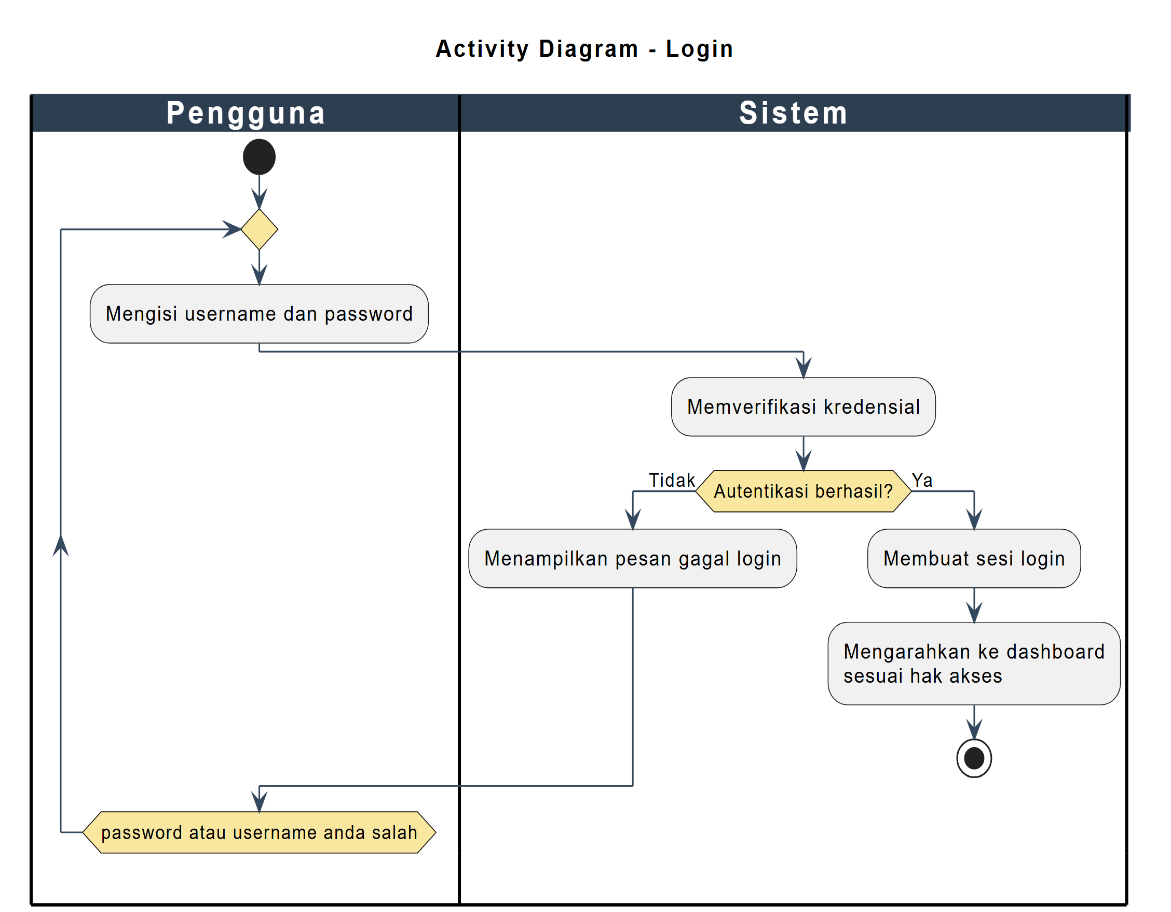 Activity Diagram - Login
Pengguna
Sistem
Mengisi username dan password
Memverifikasi kredensial
Tidak
Autentikasi berhasil?
Ya
Menampilkan pesan gagal login
Membuat sesi login
Mengarahkan ke dashboard
sesuai hak akses
password atau username anda salah